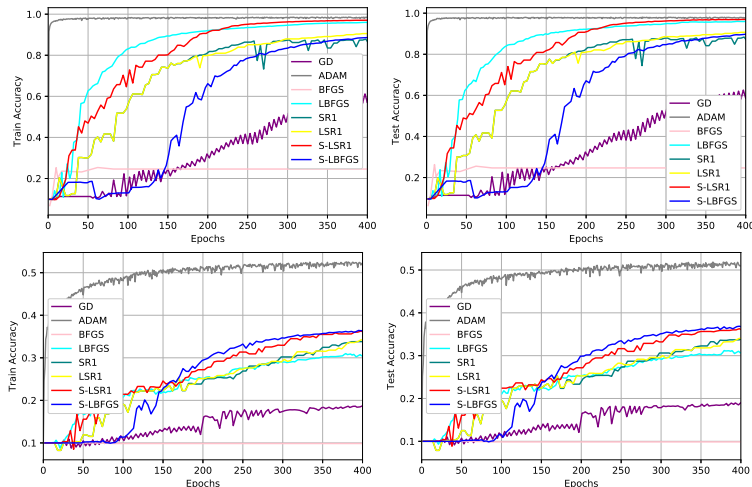 1.0
0.8
0.6
0.4
0.2
Train Accuracy
GD
ADAM
BFGS
LBFGS
SR1
LSR1
S-LSR1
S-LBFGS
0 50 100 150 200 250 300 350 400
Epochs
1.0
0.8
0.6
0.4
0.2
Test Accuracy
GD
ADAM
BFGS
LBFGS
SR1
LSR1
S-LSR1
S-LBFGS
0 50 100 150 200 250 300 350 400
Epochs
0.5
0.4
0.3
0.2
0.1
Train Accuracy
GD
ADAM
BFGS
LBFGS
SR1
LSR1
S-LSR1
S-LBFGS
0 50 100 150 200 250 300 350 400
Epochs
0.5
0.4
0.3
0.2
0.1
Test Accuracy
GD
ADAM
BFGS
LBFGS
SR1
LSR1
S-LSR1
S-LBFGS
0 50 100 150 200 250 300 350 400
Epochs